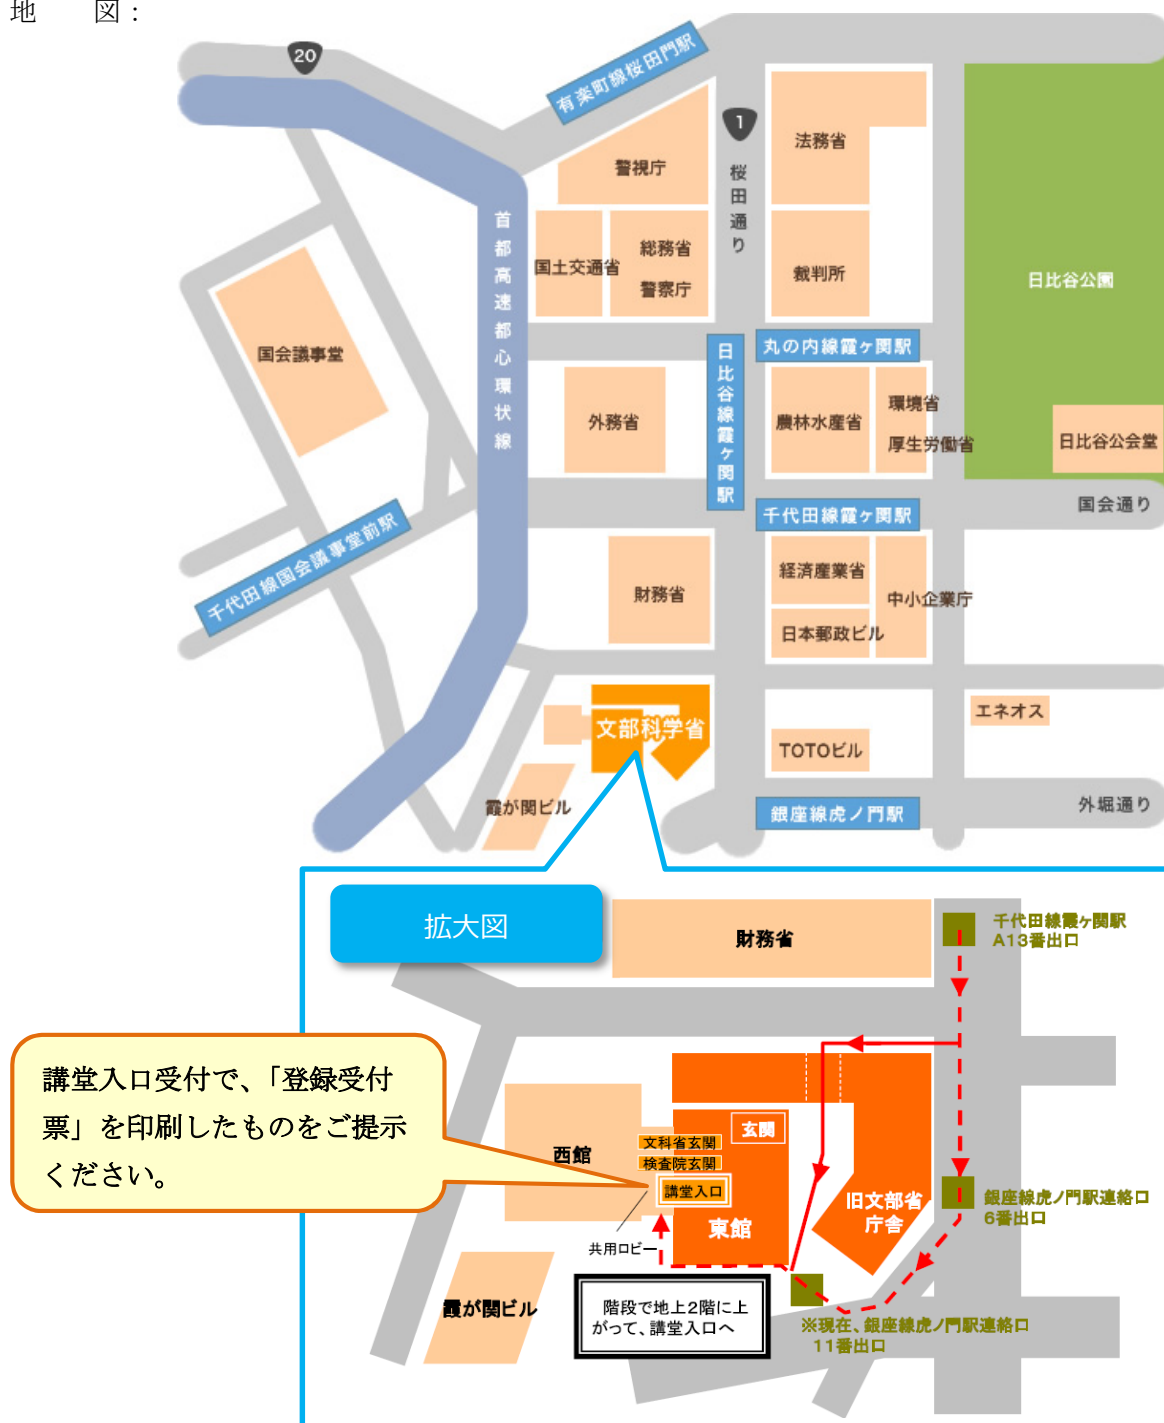 地　　図：
20
有楽町線桜田門駅
1
桜田通り
法務省
警視庁
首都高速都心環状線
国土交通省
総務省
警察庁
裁判所
日比谷公園
国会議事堂
日比谷線霞ヶ関駅
丸の内線霞ヶ関駅
外務省
農林水産省
環境省
厚生労働省
日比谷公会堂
千代田線国会議事堂前駅
千代田線霞ヶ関駅
国会通り
財務省
経済産業省
中小企業庁
日本郵政ビル
文部科学省
エネオス
TOTOビル
霞が関ビル
銀座線虎ノ門駅
外堀通り
拡大図
財務省
千代田線霞ヶ関駅
A13番出口
講堂入口受付で、「登録受付
票」を印刷したものをご提示
ください。
玄関
文科省玄関
西館
検査院玄関
講堂入口
東館
旧文部省
庁舎
銀座線虎ノ門駅連絡口
6番出口
共用ロビー
霞が関ビル
階段で地上2階に上
がって、講堂入口へ
※現在、銀座線虎ノ門駅連絡口
11番出口